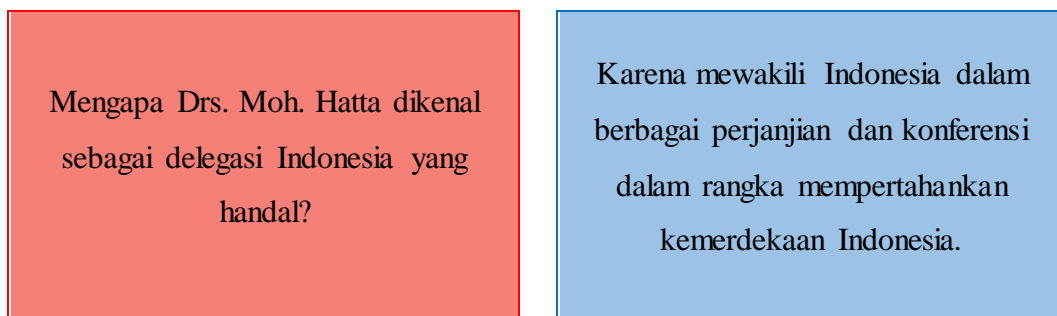 Mengapa Drs. Moh. Hatta dikenal
sebagai delegasi Indonesia yang
handal?
Karena mewakili Indonesia dalam
berbagai perjanjian dan konferensi
dalam rangka mempertahankan
kemerdekaan Indonesia.